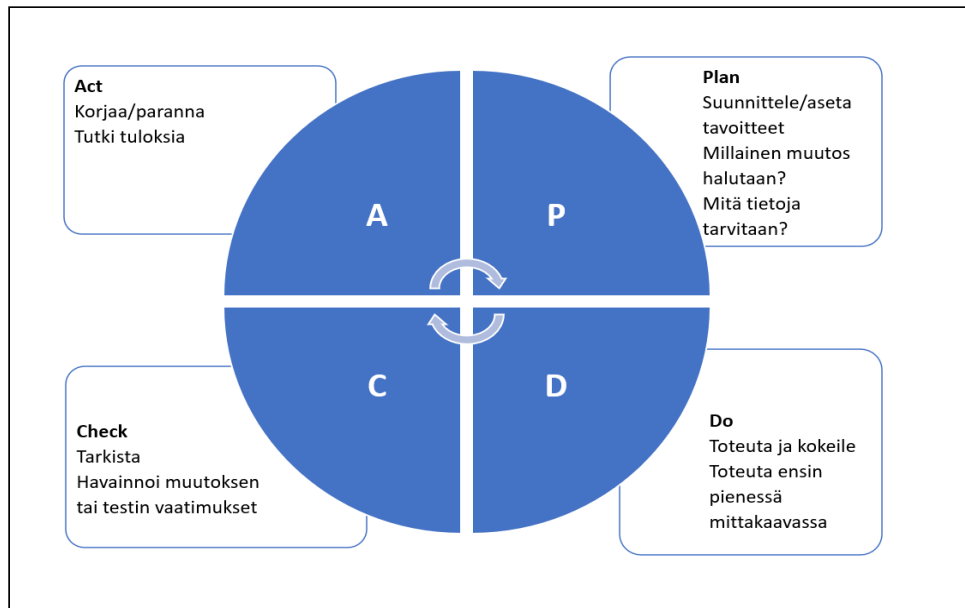 Act
Korjaa/paranna
Tutki tuloksia
Plan
Suunnittele/aseta
tavoitteet
Millainen muutos
halutaan?
Mitä tietoja
tarvitaan?
A
P
C
D
Check
Tarkista
Havainnoi muutoksen
tai testin vaatimukset
Do
Toteuta ja kokeile
Toteuta ensin
pienessä
mittakaavassa